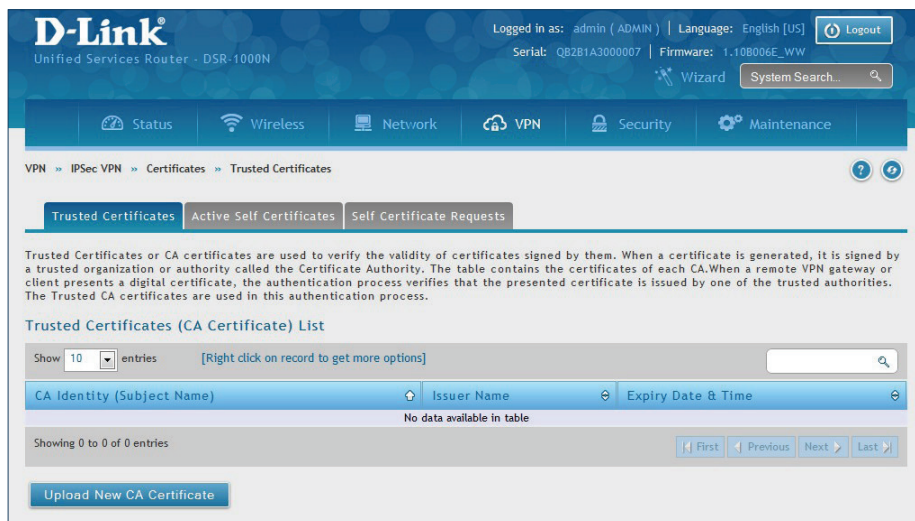 D-Link®
Unified Services Router - DSR-1000N
Logged in as: admin ( ADMIN ) | Language: English [US]
Logout
Serial: QB2B1A3000007 | Firmware: 1.10B006E_WW
Wizard
System Search...
Status
Wireless
Network
VPN
Security
Maintenance
VPN » IPSec VPN » Certificates » Trusted Certificates
?
Trusted Certificates
Active Self Certificates
Self Certificate Requests
Trusted Certificates or CA certificates are used to verify the validity of certificates signed by them. When a certificate is generated, it is signed by
a trusted organization or authority called the Certificate Authority. The table contains the certificates of each CA.When a remote VPN gateway or
client presents a digital certificate, the authentication process verifies that the presented certificate is issued by one of the trusted authorities.
The Trusted CA certificates are used in this authentication process.
Trusted Certificates (CA Certificate) List
Show 10 entries [Right click on record to get more options]
CA Identity (Subject Name)
Issuer Name
Expiry Date & Time
No data available in table
Showing 0 to 0 of 0 entries
First
Previous
Next
Last
Upload New CA Certificate